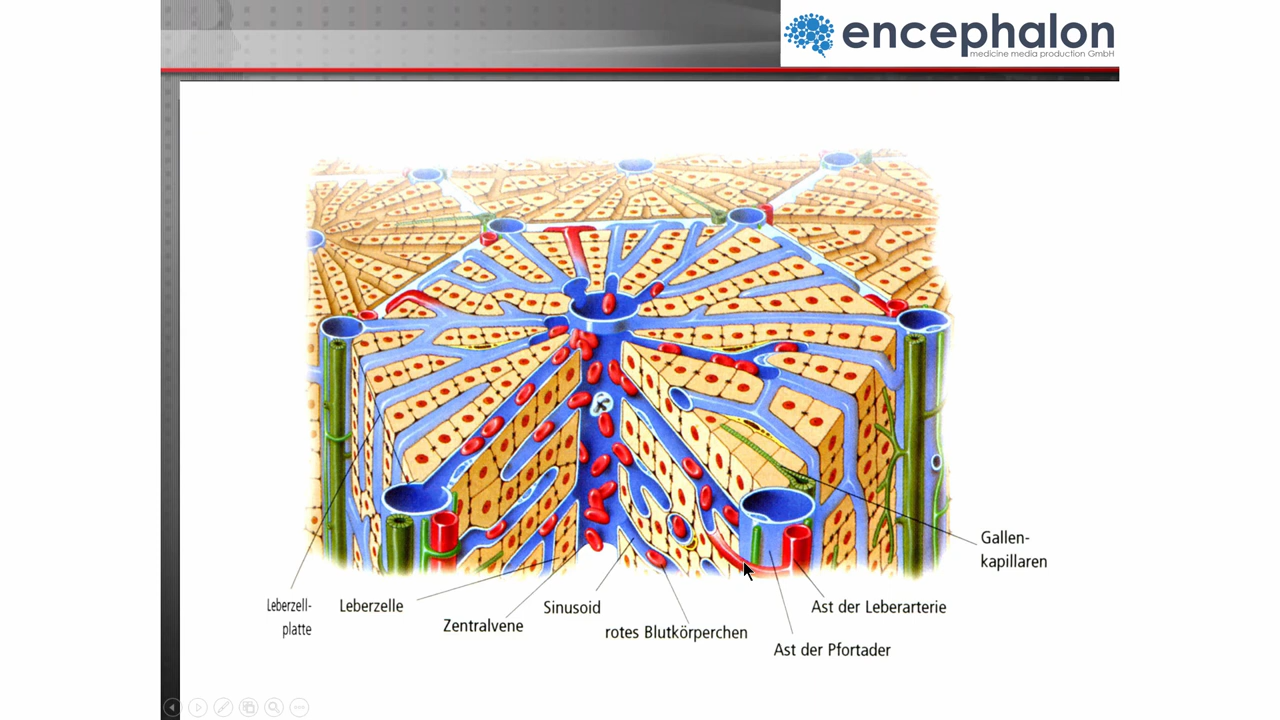 encephalon
medicine media production GmbH
Gallen-
kapillaren
Leberzell-
platte
Leberzelle
Zentralvene
Sinusoid
rotes Blutkörperchen
Ast der Leberarterie
Ast der Pfortader